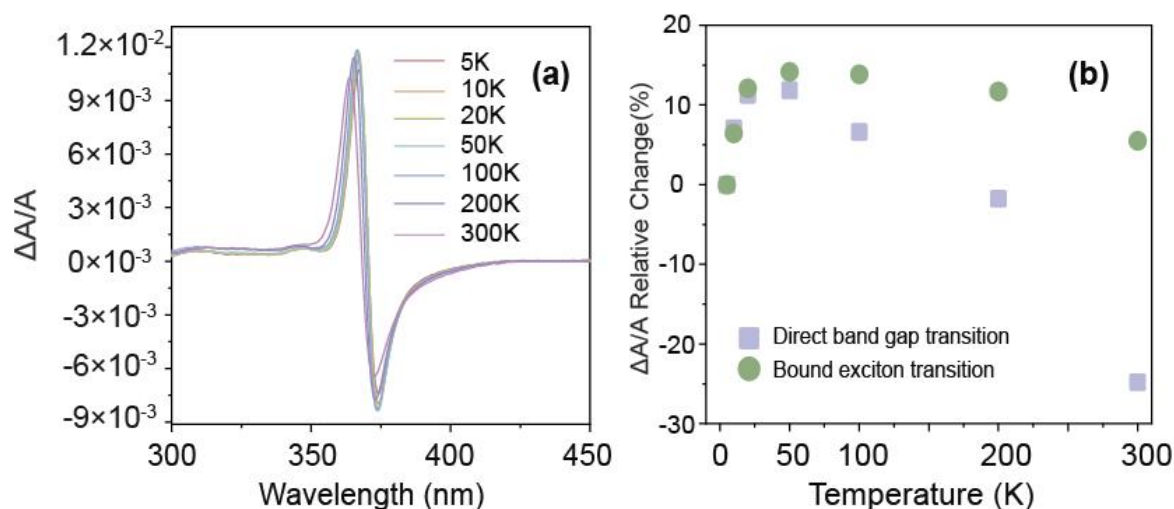 (a)
1.2×10⁻²
9×10⁻³
6×10⁻³
3×10⁻³
0×10⁻³
-3×10⁻³
-6×10⁻³
-9×10⁻³
ΔA/A
5K
10K
20K
50K
100K
200K
300K
300
350
400
450
Wavelength (nm)
(b)
20
15
10
0
-10
-20
-30
ΔA/A Relative Change(%)
Direct band gap transition
Bound exciton transition
0
50
100
200
300
Temperature (K)